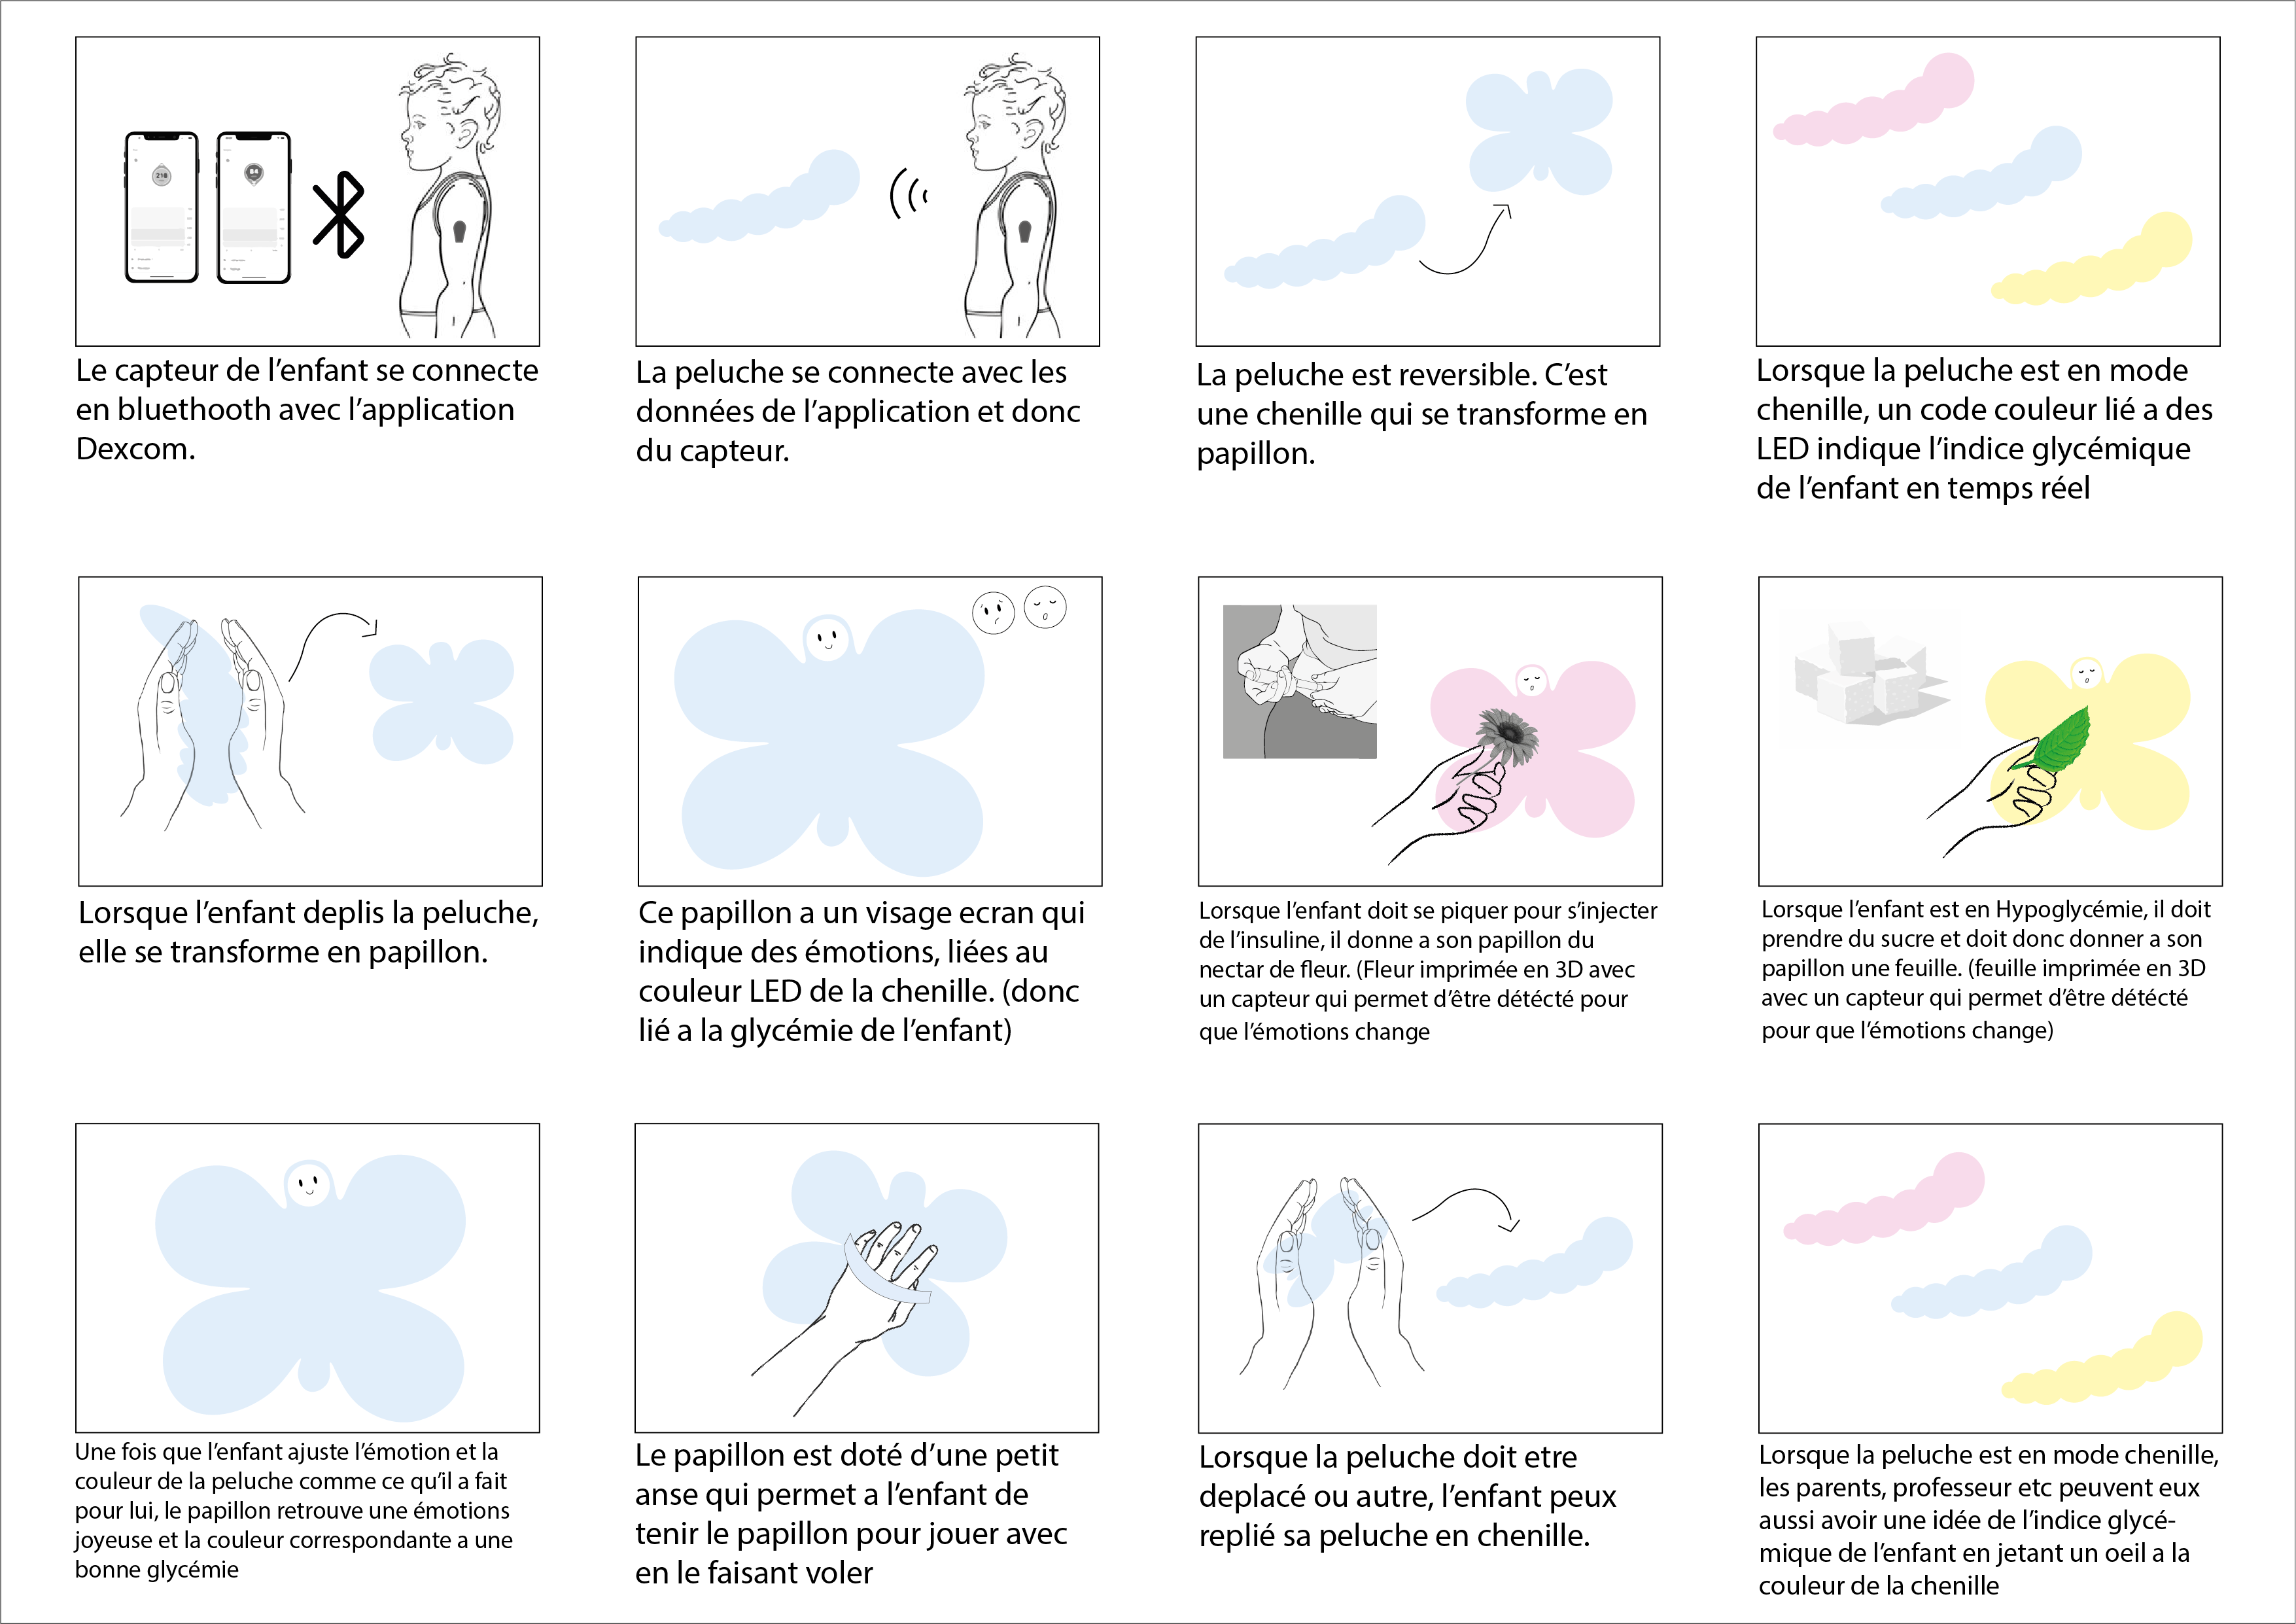 Le capteur de l’enfant se connecte
en bluethooth avec l’application
Dexcom.
La peluche se connecte avec les
données de l’application et donc
du capteur.
La peluche est reversible. C’est
une chenille qui se transforme en
papillon.
Lorsque la peluche est en mode
chenille, un code couleur lié a des
LED indique l’indice glycémique
de l’enfant en temps réel
Lorsque l’enfant deplis la peluche,
elle se transforme en papillon.
Ce papillon a un visage ecran qui
indique des émotions, liées au
couleur LED de la chenille. (donc
lié a la glycémie de l’enfant)
Lorsque l’enfant doit se piquer pour s’injecter
de l’insuline, il donne a son papillon du
nectar de fleur. (Fleur imprimée en 3D avec
un capteur qui permet d’être détécté pour
que l’émotions change
Lorsque l’enfant est en Hypoglycémie, il doit
prendre du sucre et doit donc donner a son
papillon une feuille. (feuille imprimée en 3D
avec un capteur qui permet d’être détécté
pour que l’émotions change)
Une fois que l’enfant ajuste l’émotion et la
couleur de la peluche comme ce qu’il a fait
pour lui, le papillon retrouve une émotions
joyeuse et la couleur correspondante a une
bonne glycémie
Le papillon est doté d’une petit
anse qui permet a l’enfant de
tenir le papillon pour jouer avec
en le faisant voler
Lorsque la peluche doit etre
deplacé ou autre, l’enfant peux
replié sa peluche en chenille.
Lorsque la peluche est en mode chenille,
les parents, professeur etc peuvent eux
aussi avoir une idée de l’indice glycé-
mique de l’enfant en jetant un oeil a la
couleur de la chenille